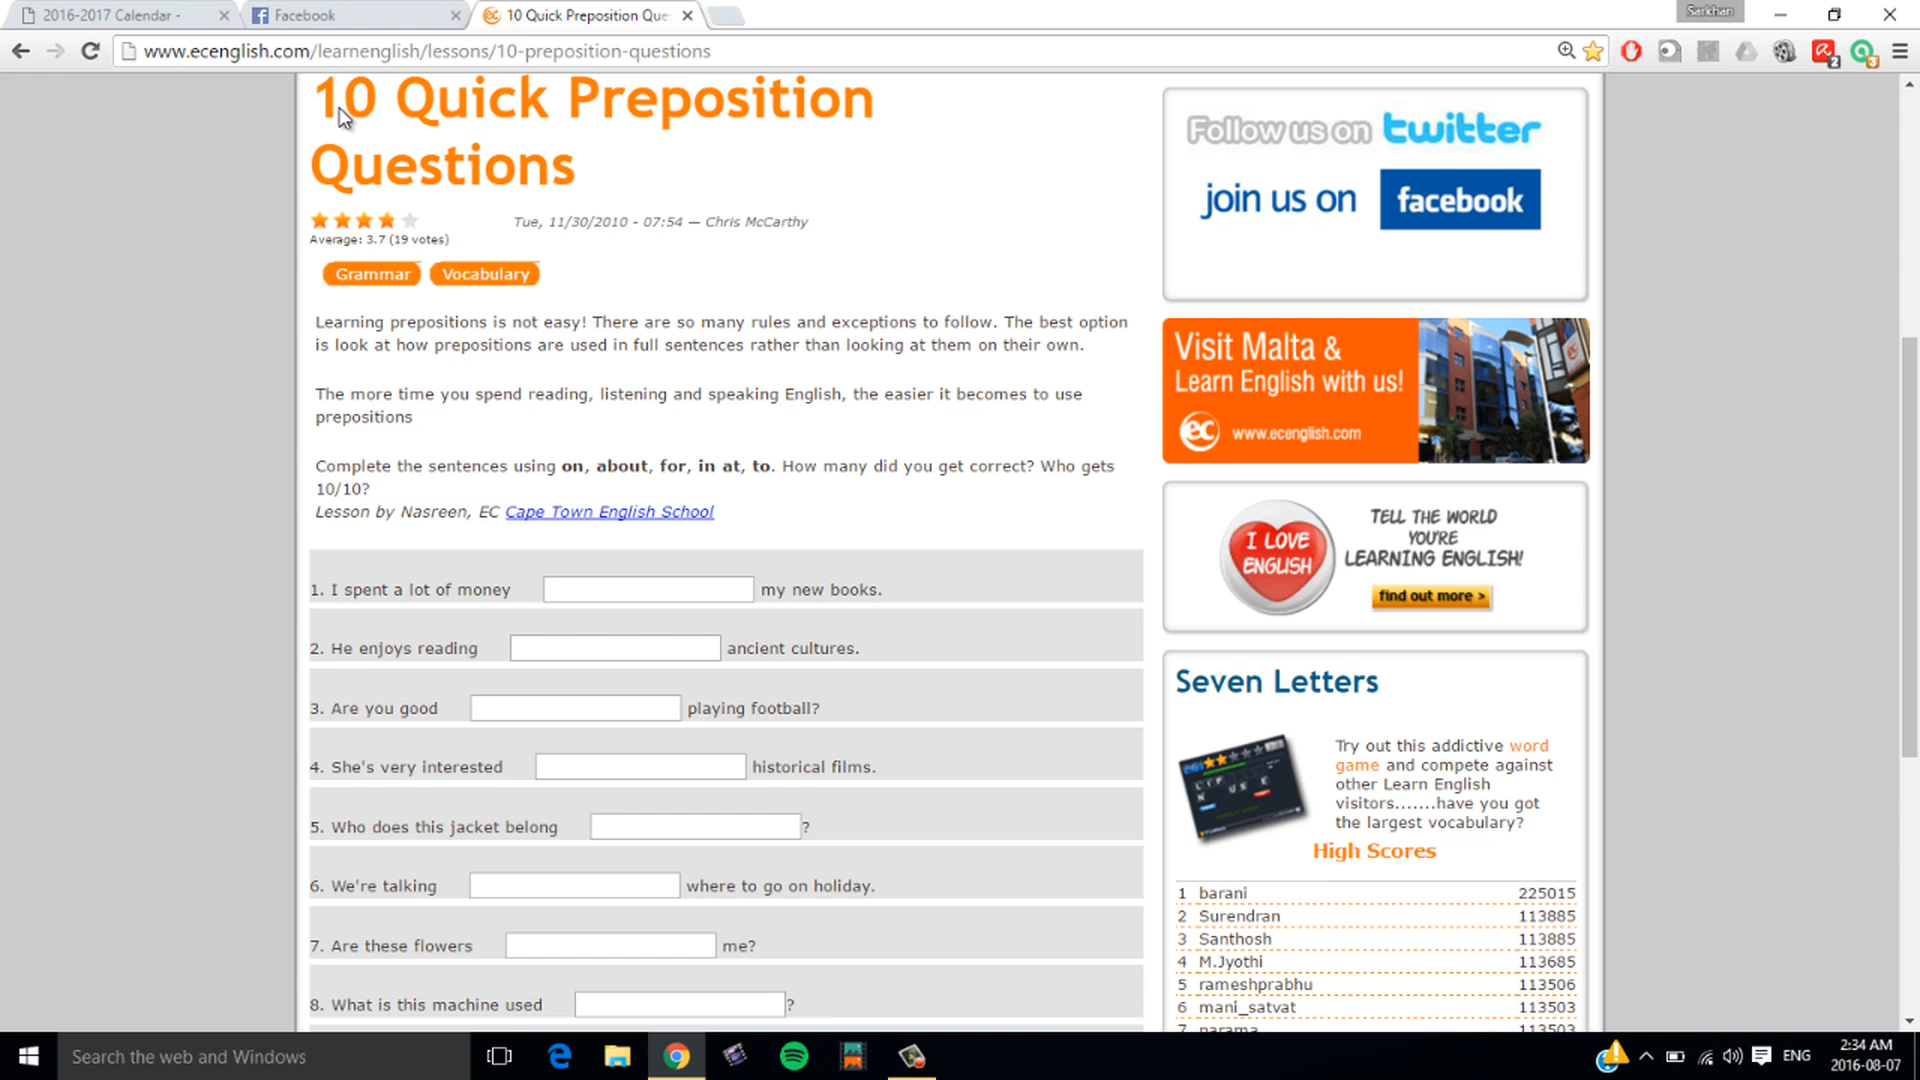 2016-2017 Calendar -
Facebook
10 Quick Preposition Que
Sarkhan
www.ecenglish.com/learnenglish/lessons/10-preposition-questions
2
3
10 Quick Preposition
Questions
Tue, 11/30/2010 - 07:54 — Chris McCarthy
Average: 3.7 (19 votes)
Grammar
Vocabulary
Learning prepositions is not easy! There are so many rules and exceptions to follow. The best option
is look at how prepositions are used in full sentences rather than looking at them on their own.
The more time you spend reading, listening and speaking English, the easier it becomes to use
prepositions
Complete the sentences using on, about, for, in at, to. How many did you get correct? Who gets
10/10?
Lesson by Nasreen, EC Cape Town English School
1. I spent a lot of money my new books.
2. He enjoys reading ancient cultures.
3. Are you good playing football?
4. She's very interested historical films.
5. Who does this jacket belong ?
6. We're talking where to go on holiday.
7. Are these flowers me?
8. What is this machine used ?
Follow us on twitter
join us on facebook
Visit Malta &
Learn English with us!
ec www.ecenglish.com
I LOVE
ENGLISH
TELL THE WORLD
YOU'RE
LEARNING ENGLISH!
find out more >
Seven Letters
Try out this addictive word
game and compete against
other Learn English
visitors.......have you got
the largest vocabulary?
High Scores
1 barani 225015
2 Surendran 113885
3 Santhosh 113885
4 M.Jyothi 113685
5 rameshprabhu 113506
6 mani_satvat 113503
7 narama 113503
Search the web and Windows
ENG
2:34 AM
2016-08-07